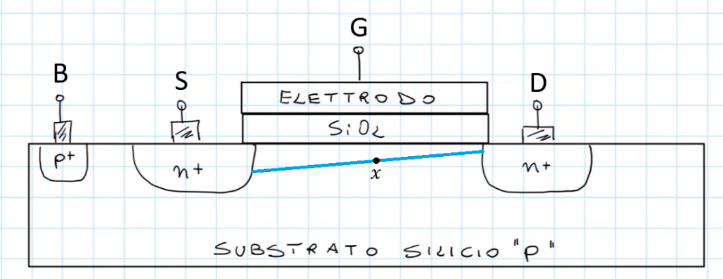 G
B S D
ELETTRODO
SiO₂
p+ n+ n+
x
SUBSTRATO SILICIO "P"